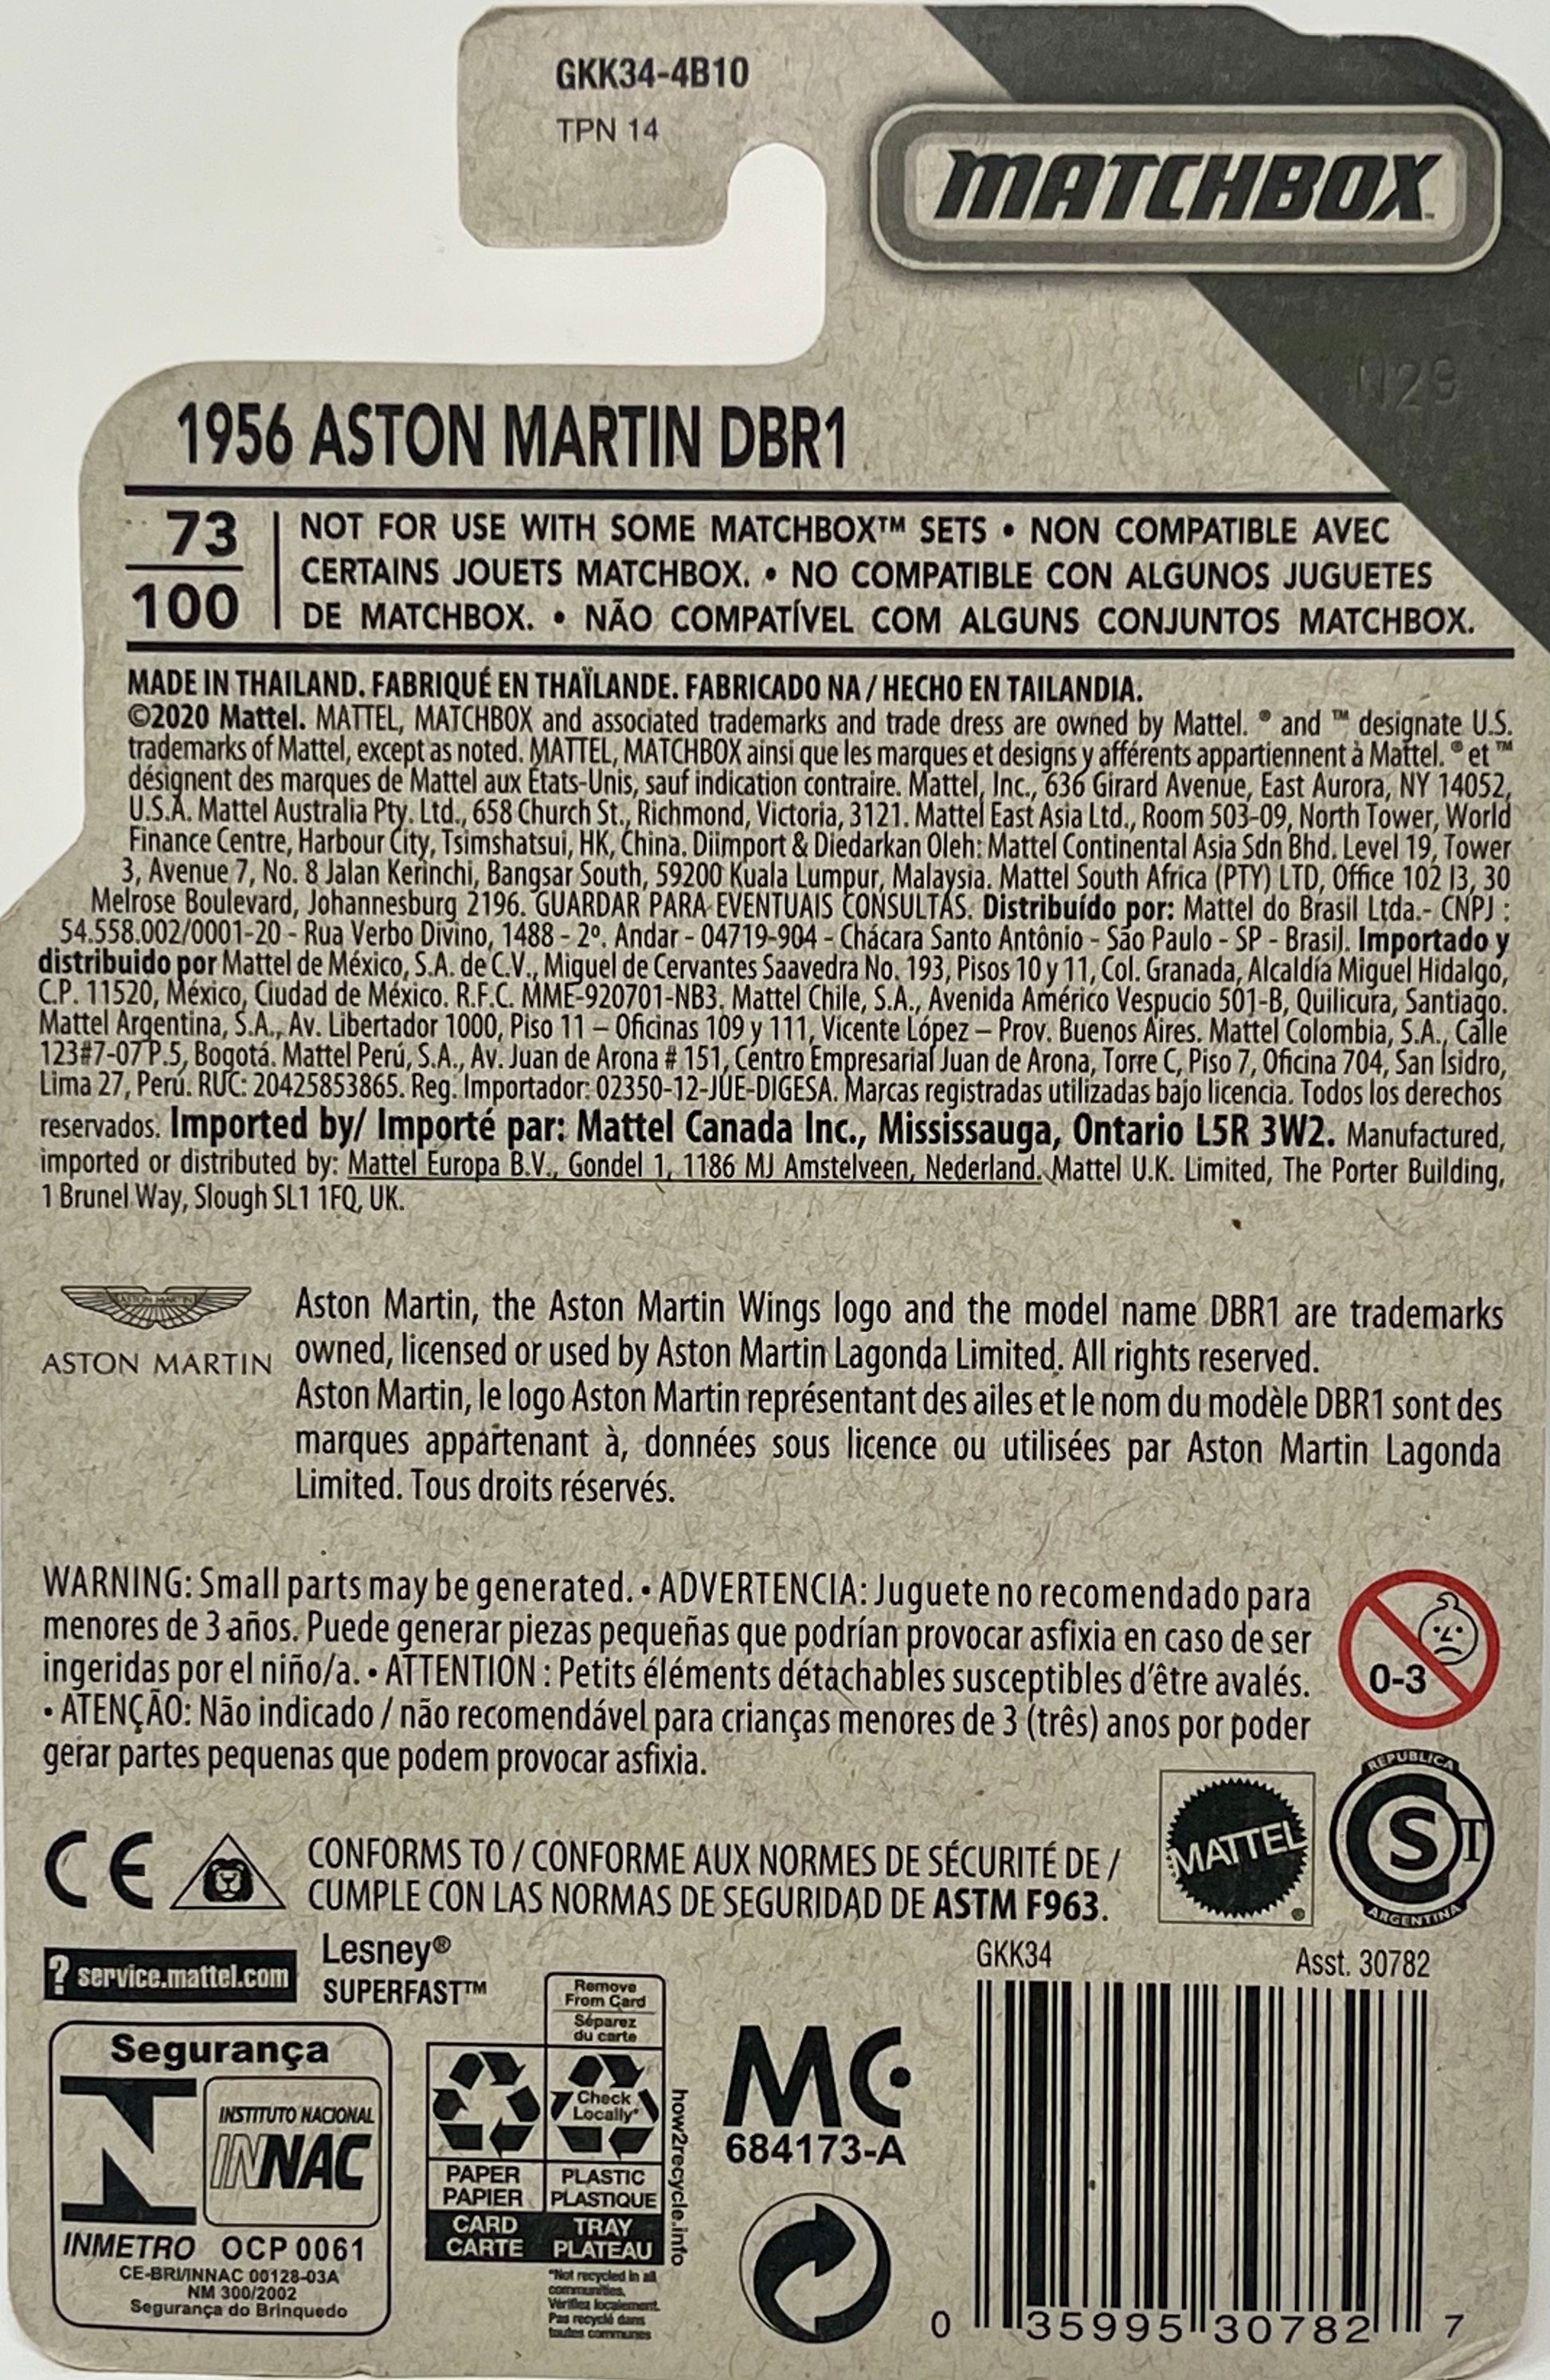 GKK34-4B10
TPN 14
MATCHBOX™
N29
1956 ASTON MARTIN DBR1
73
100
NOT FOR USE WITH SOME MATCHBOX™ SETS • NON COMPATIBLE AVEC
CERTAINS JOUETS MATCHBOX. • NO COMPATIBLE CON ALGUNOS JUGUETES
DE MATCHBOX. • NÃO COMPATÍVEL COM ALGUNS CONJUNTOS MATCHBOX.
MADE IN THAILAND. FABRIQUÉ EN THAÏLANDE. FABRICADO NA / HECHO EN TAILANDIA.
©2020 Mattel. MATTEL, MATCHBOX and associated trademarks and trade dress are owned by Mattel. ® and ™ designate U.S.
trademarks of Mattel, except as noted. MATTEL, MATCHBOX ainsi que les marques et designs y afférents appartiennent à Mattel. ® et ™
désignent des marques de Mattel aux États-Unis, sauf indication contraire. Mattel, Inc., 636 Girard Avenue, East Aurora, NY 14052,
U.S.A. Mattel Australia Pty. Ltd., 658 Church St., Richmond, Victoria, 3121. Mattel East Asia Ltd., Room 503-09, North Tower, World
Finance Centre, Harbour City, Tsimshatsui, HK, China. Diimport & Diedarkan Oleh: Mattel Continental Asia Sdn Bhd. Level 19, Tower
3, Avenue 7, No. 8 Jalan Kerinchi, Bangsar South, 59200 Kuala Lumpur, Malaysia. Mattel South Africa (PTY) LTD, Office 102 I3, 30
Melrose Boulevard, Johannesburg 2196. GUARDAR PARA EVENTUAIS CONSULTAS. Distribuído por: Mattel do Brasil Ltda.- CNPJ :
54.558.002/0001-20 - Rua Verbo Divino, 1488 - 2º. Andar - 04719-904 - Chácara Santo Antônio - São Paulo - SP - Brasil. Importado y
distribuido por Mattel de México, S.A. de C.V., Miguel de Cervantes Saavedra No. 193, Pisos 10 y 11, Col. Granada, Alcaldía Miguel Hidalgo,
C.P. 11520, México, Ciudad de México. R.F.C. MME-920701-NB3. Mattel Chile, S.A., Avenida Américo Vespucio 501-B, Quilicura, Santiago.
Mattel Argentina, S.A., Av. Libertador 1000, Piso 11 – Oficinas 109 y 111, Vicente López – Prov. Buenos Aires. Mattel Colombia, S.A., Calle
123#7-07 P.5, Bogotá. Mattel Perú, S.A., Av. Juan de Arona # 151, Centro Empresarial Juan de Arona, Torre C, Piso 7, Oficina 704, San Isidro,
Lima 27, Perú. RUC: 20425853865. Reg. Importador: 02350-12-JUE-DIGESA. Marcas registradas utilizadas bajo licencia. Todos los derechos
reservados. Imported by/ Importé par: Mattel Canada Inc., Mississauga, Ontario L5R 3W2. Manufactured,
imported or distributed by: Mattel Europa B.V., Gondel 1, 1186 MJ Amstelveen, Nederland. Mattel U.K. Limited, The Porter Building,
1 Brunel Way, Slough SL1 1FQ, UK.
ASTON MARTIN
ASTON MARTIN
Aston Martin, the Aston Martin Wings logo and the model name DBR1 are trademarks
owned, licensed or used by Aston Martin Lagonda Limited. All rights reserved.
Aston Martin, le logo Aston Martin représentant des ailes et le nom du modèle DBR1 sont des
marques appartenant à, données sous licence ou utilisées par Aston Martin Lagonda
Limited. Tous droits réservés.
WARNING: Small parts may be generated. • ADVERTENCIA: Juguete no recomendado para
menores de 3 años. Puede generar piezas pequeñas que podrían provocar asfixia en caso de ser
ingeridas por el niño/a. • ATTENTION : Petits éléments détachables susceptibles d'être avalés.
• ATENÇÃO: Não indicado / não recomendável para crianças menores de 3 (três) anos por poder
gerar partes pequenas que podem provocar asfixia.
0-3
CE
CONFORMS TO / CONFORME AUX NORMES DE SÉCURITÉ DE /
CUMPLE CON LAS NORMAS DE SEGURIDAD DE ASTM F963.
MATTEL®
REPUBLICA
CST
ARGENTINA
? service.mattel.com
Lesney®
SUPERFAST™
GKK34
Asst. 30782
Segurança
INSTITUTO NACIONAL
INNAC
INMETRO OCP 0061
CE-BRI/INNAC 00128-03A
NM 300/2002
Segurança do Brinquedo
Remove
From Card
Séparez
du carte
Check
Locally*
PAPER
PAPIER
PLASTIC
PLASTIQUE
CARD
CARTE
TRAY
PLATEAU
*Not recycled in all
communities.
Vérifiez localement.
Pas recyclé dans
toutes communes
how2recycle.info
MC
684173-A
0 35995 30782 7